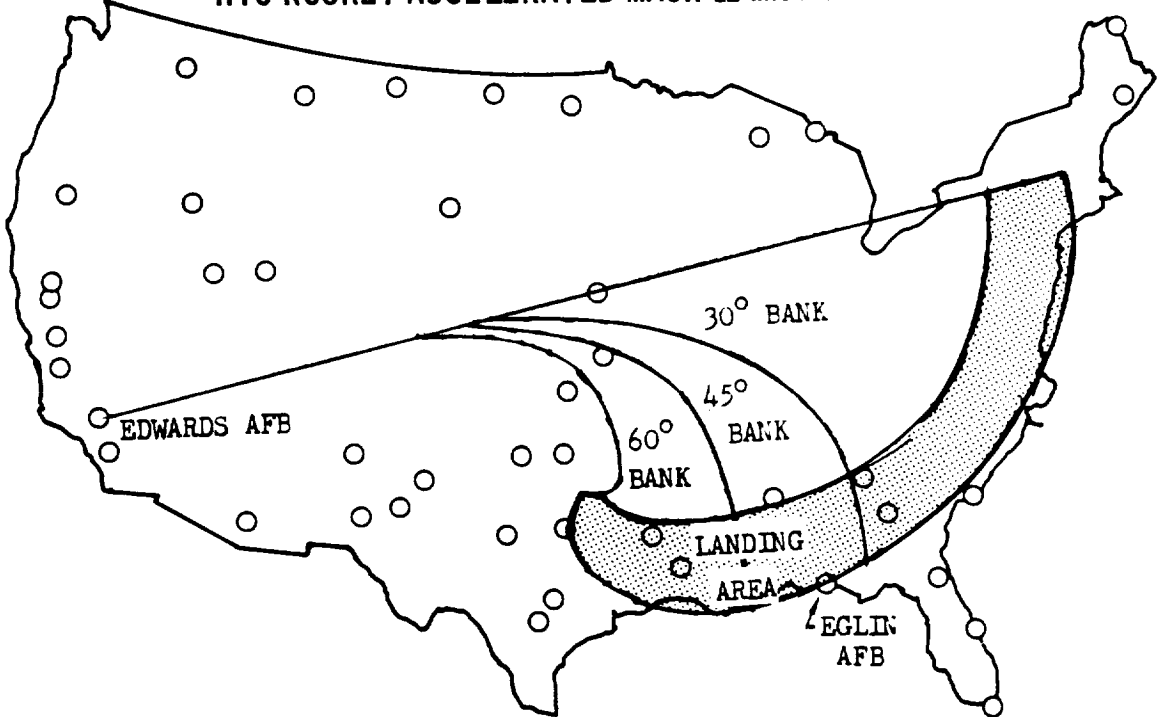 30° BANK
45°
BANK
60°
BANK
EDWARDS AFB
LANDING
AREA
EGLIN
AFB